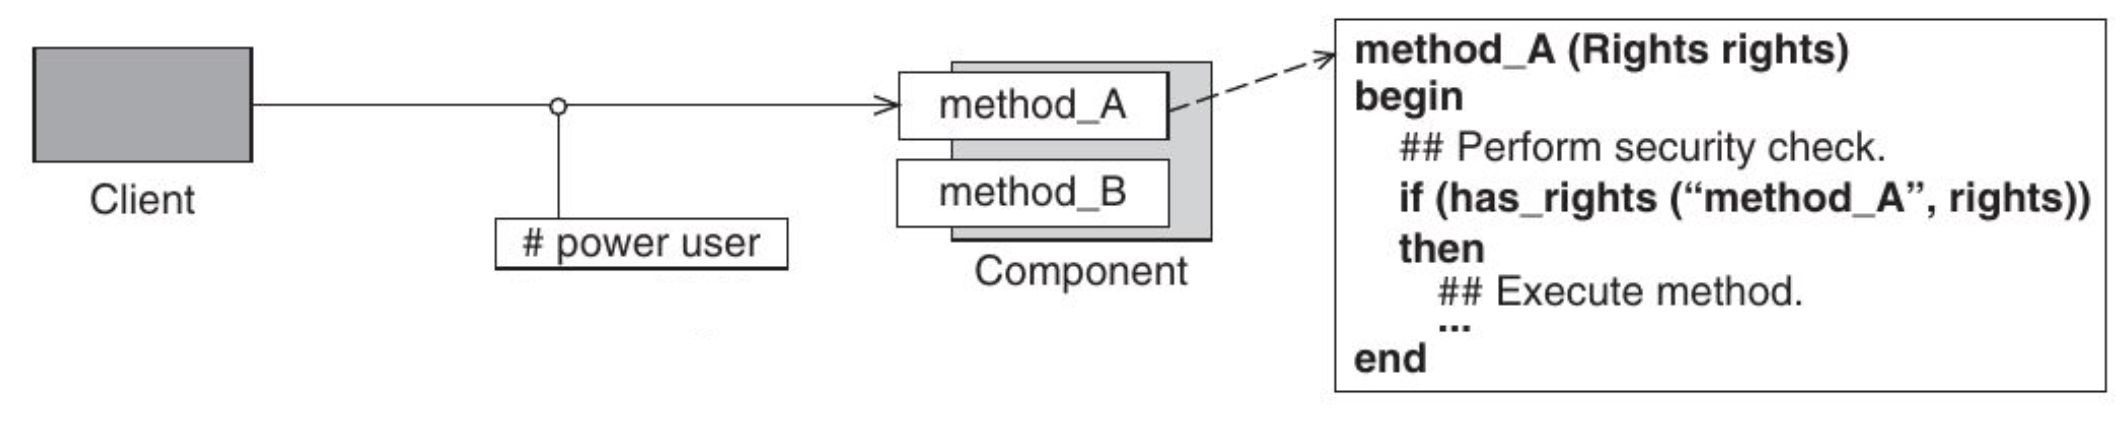 Client
# power user
method_A
method_B
Component
method_A (Rights rights)
begin
## Perform security check.
if (has_rights (“method_A”, rights))
then
## Execute method.
...
end